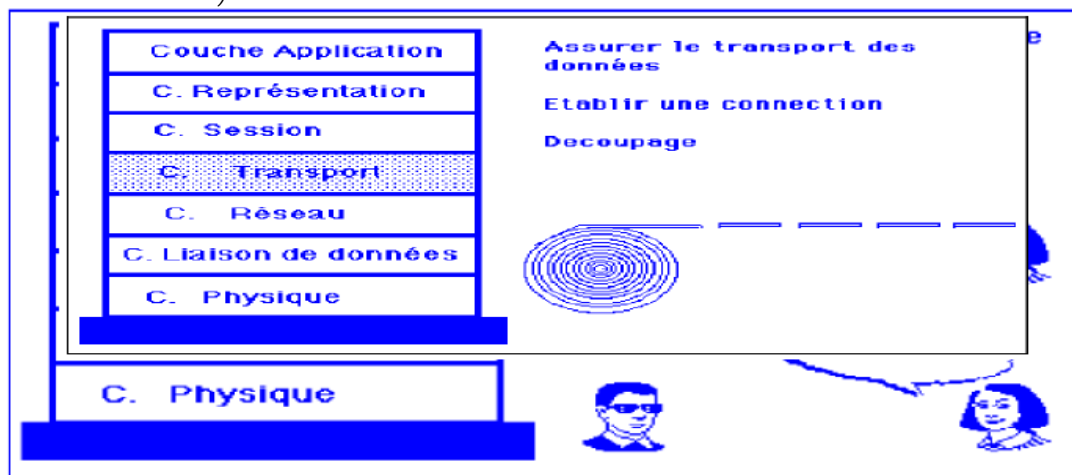 Couche Application
C. Représentation
C. Session
C. Transport
C. Réseau
C. Liaison de données
C. Physique
Assurer le transport des
données
Etablir une connection
Decoupage
e
C. Physique